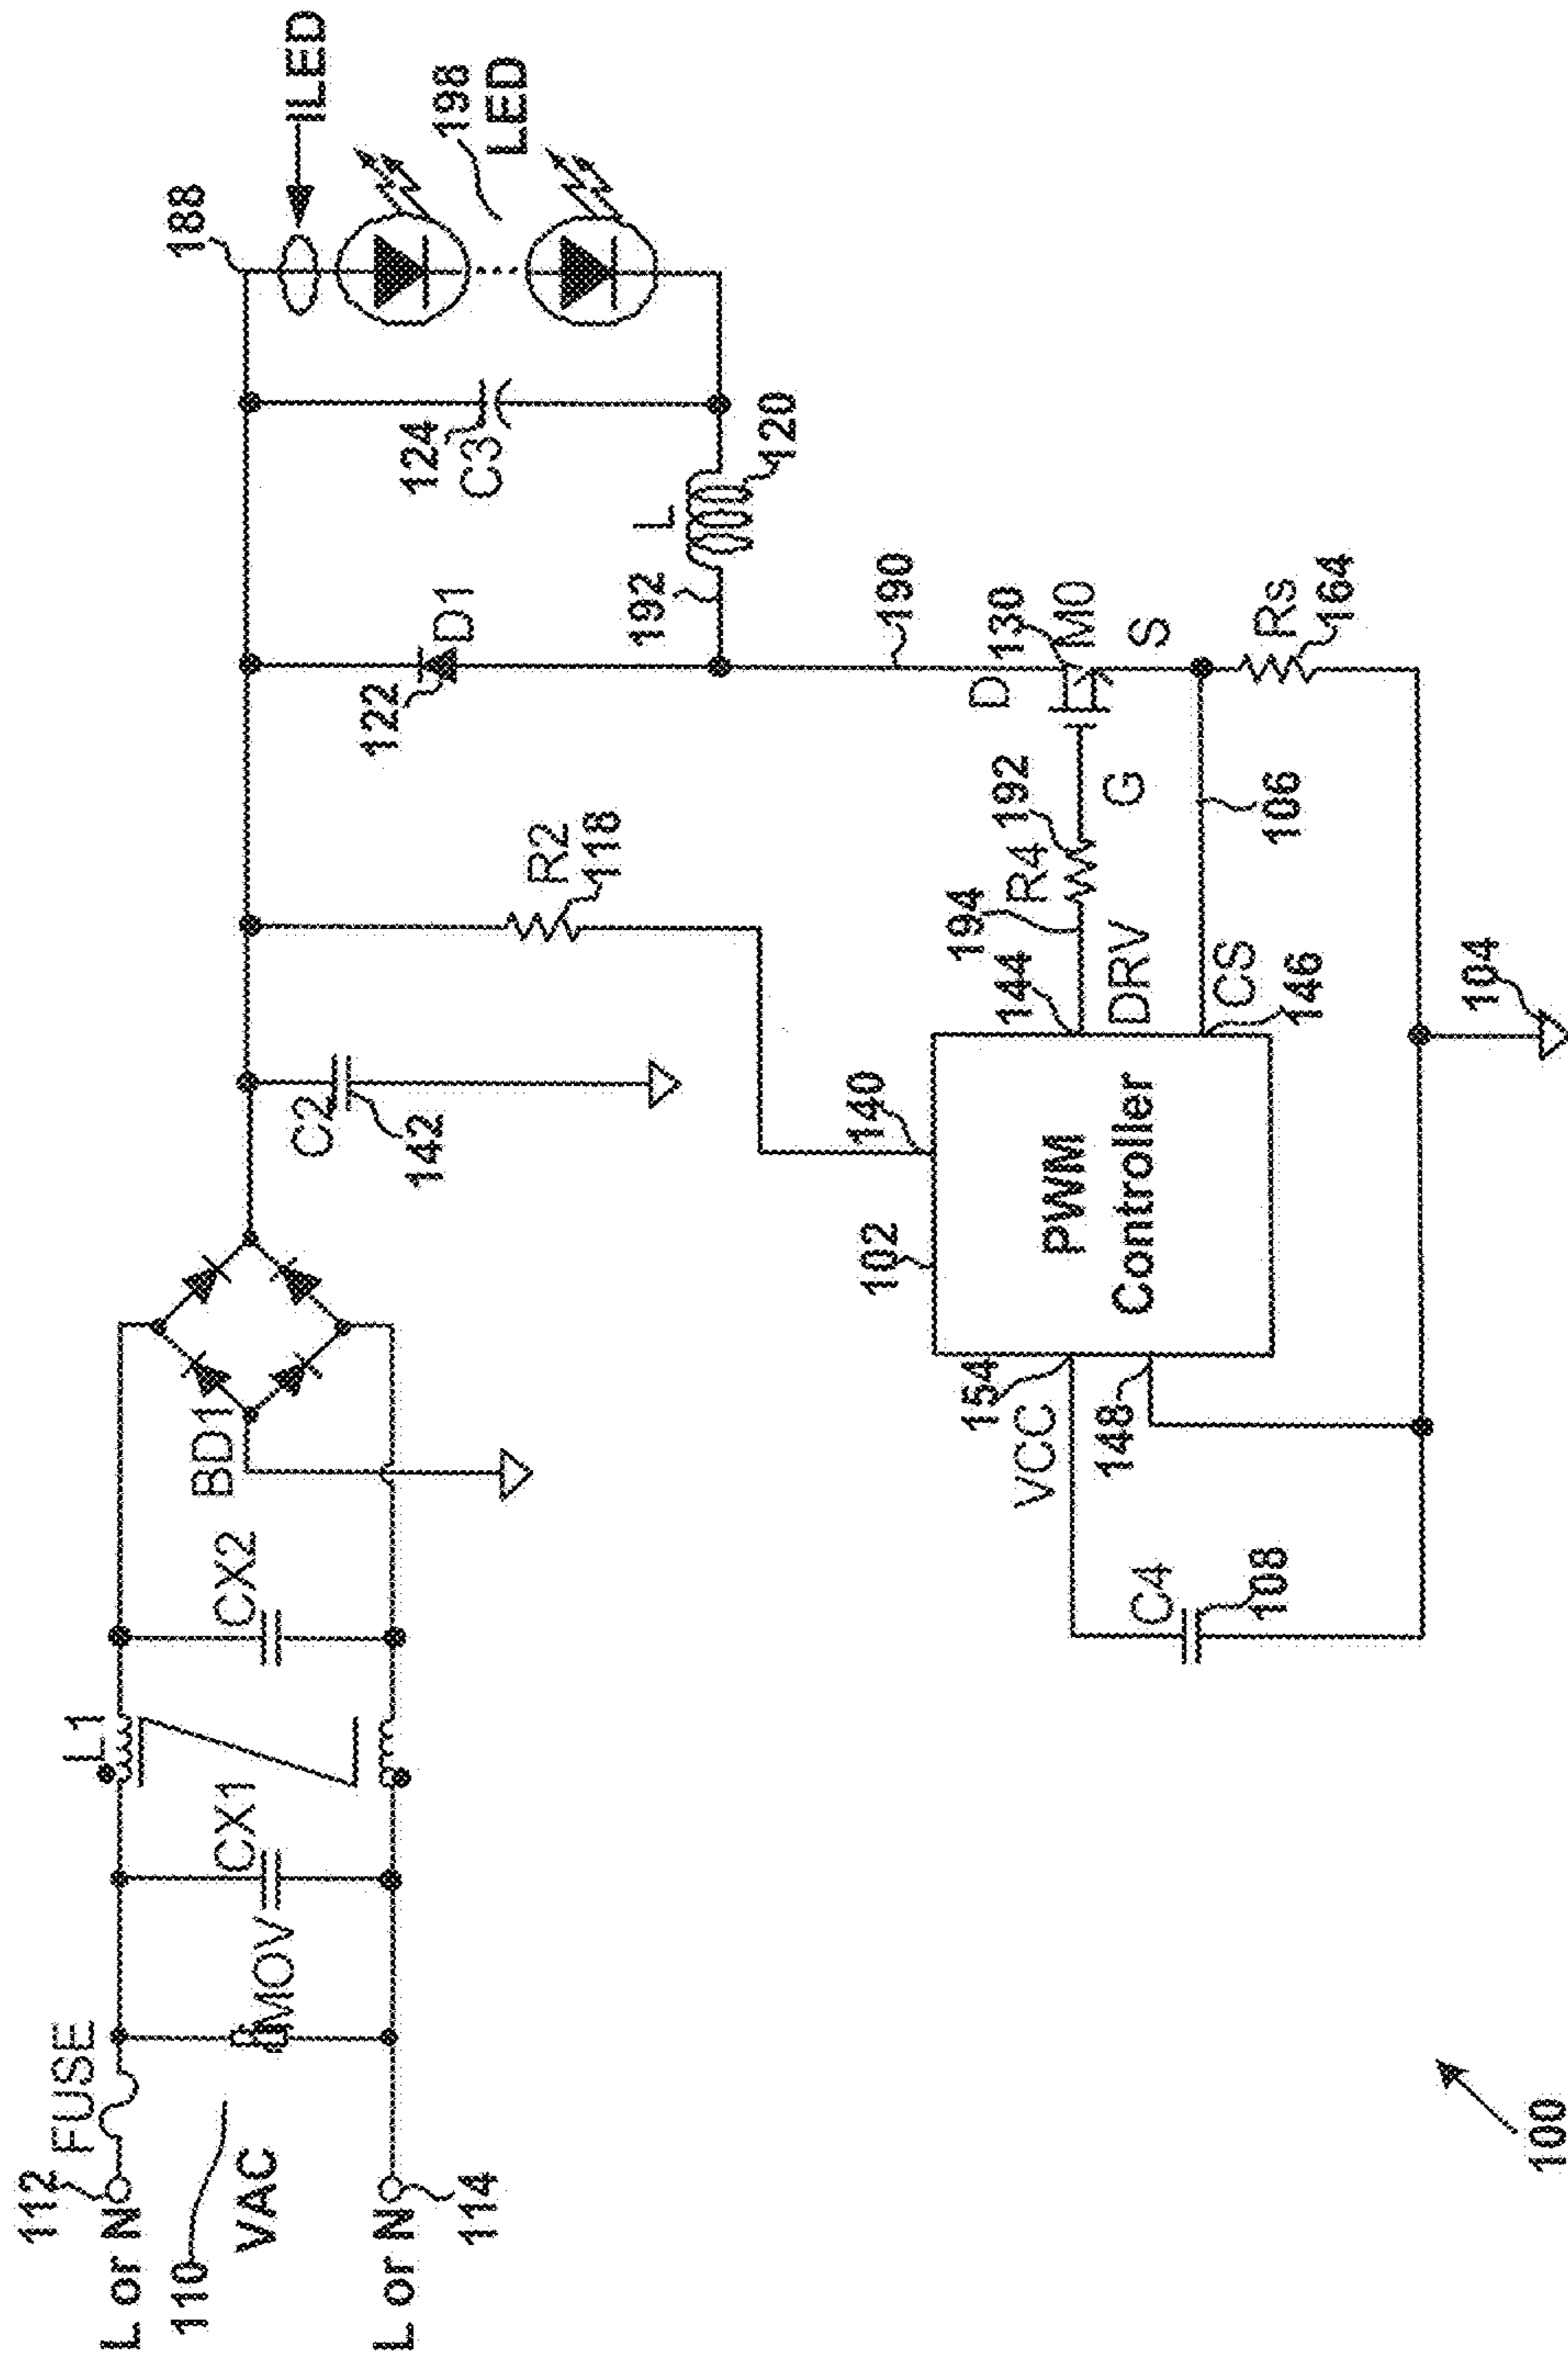 112
FUSE
L or N
110
VAC
MOV
CX1
L1
CX2
BD1
L or N
114
C2
142
R2
118
122
D1
124
C3
188
ILED
198
LED
192
L
120
190
102
140
PWM
Controller
154
VCC
148
C4
108
144
194
DRV
R4
192
G
D
130
M0
S
CS
146
106
Rs
164
104
100